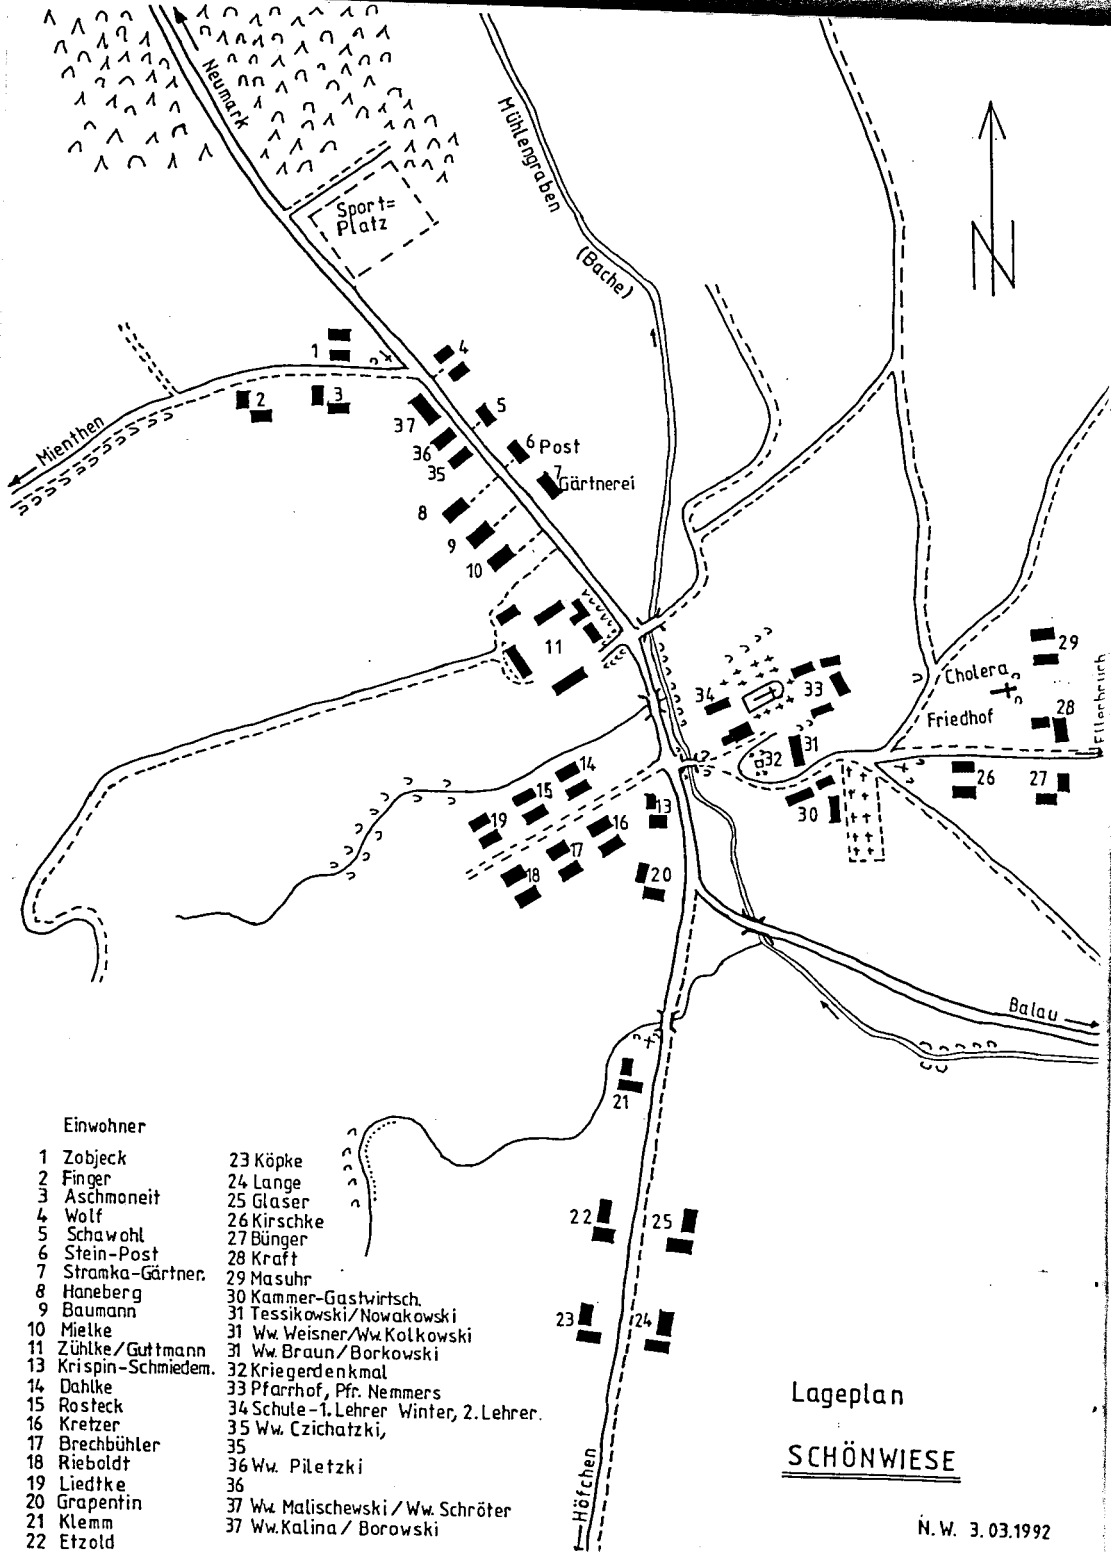 Neumark
Sport=
Platz
Mühlengraben
(Bache)
N
Mienthen
1
2
3
4
5
6 Post
7
Gärtnerei
37
36
35
8
9
10
11
34
33
31
32
30
Cholera
Friedhof
29
28
26
27
Ellerbruch
14
15
19
13
16
17
18
20
Balau
21
22
25
23
24
Höfchen
Einwohner
1 Zobjeck
2 Finger
3 Aschmoneit
4 Wolf
5 Schawohl
6 Stein-Post
7 Stramka-Gärtner.
8 Haneberg
9 Baumann
10 Mielke
11 Zühlke/Guttmann
13 Krispin-Schmiedem.
14 Dahlke
15 Rosteck
16 Kretzer
17 Brechbühler
18 Rieboldt
19 Liedtke
20 Grapentin
21 Klemm
22 Etzold
23 Köpke
24 Lange
25 Glaser
26 Kirschke
27 Bünger
28 Kraft
29 Masuhr
30 Kammer-Gastwirtsch.
31 Tessikowski/Nowakowski
31 Ww. Weisner/Ww. Kolkowski
31 Ww. Braun/Borkowski
32 Kriegerdenkmal
33 Pfarrhof, Pfr. Nemmers
34 Schule-1. Lehrer Winter, 2. Lehrer.
35 Ww. Czichatzki,
35
36 Ww. Piletzki
36
37 Ww. Malischewski / Ww. Schröter
37 Ww. Kalina / Borowski
Lageplan
SCHÖNWIESE
N.W. 3.03.1992